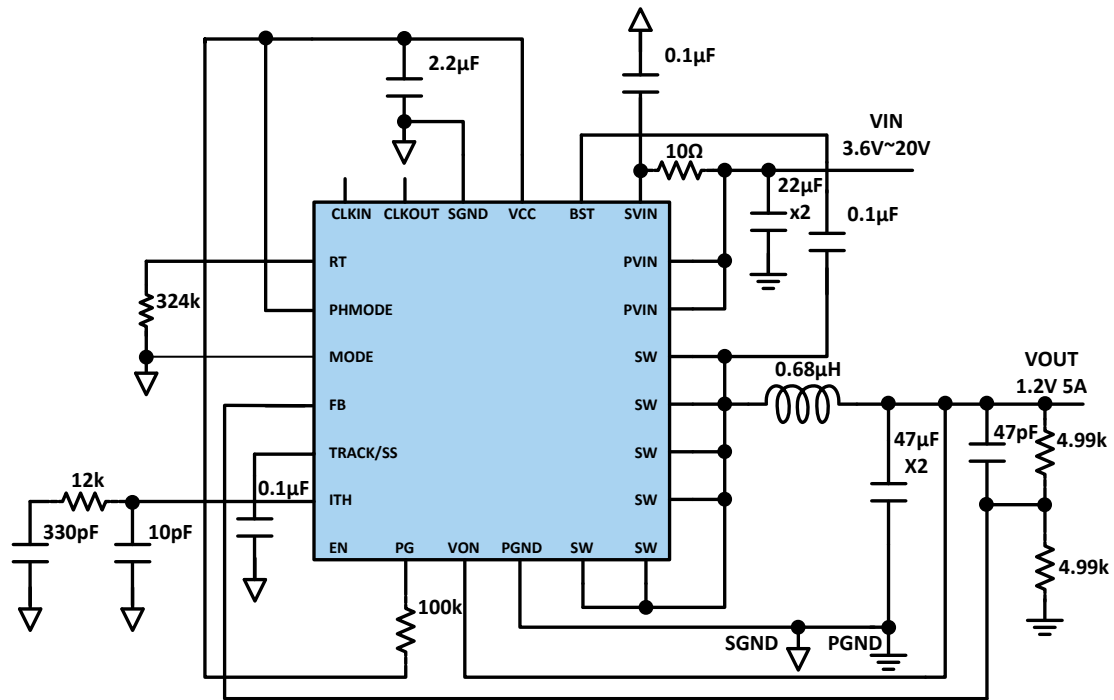 2.2µF
0.1µF
VIN
3.6V~20V
10Ω
22µF
x2
0.1µF
CLKIN
CLKOUT
SGND
VCC
BST
SVIN
RT
PVIN
324k
PHMODE
PVIN
MODE
SW
0.68µH
VOUT
1.2V 5A
FB
SW
47µF
X2
47pF
4.99k
TRACK/SS
SW
12k
0.1µF
ITH
SW
330pF
10pF
EN
PG
VON
PGND
SW
SW
4.99k
100k
SGND
PGND